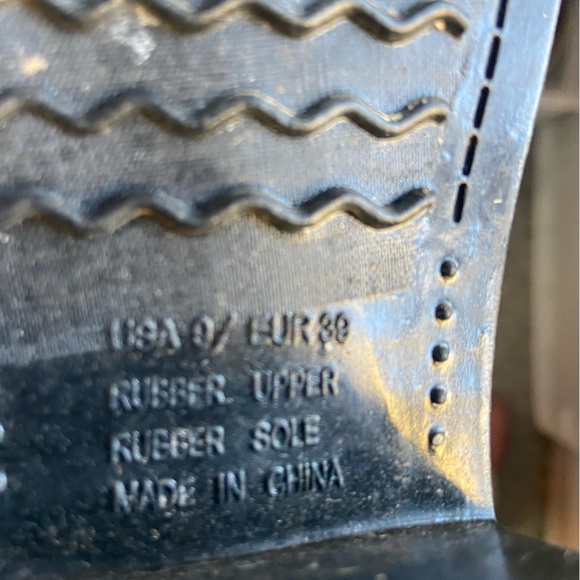 USA 9/ EUR 39
RUBBER UPPER
RUBBER SOLE
MADE IN CHINA